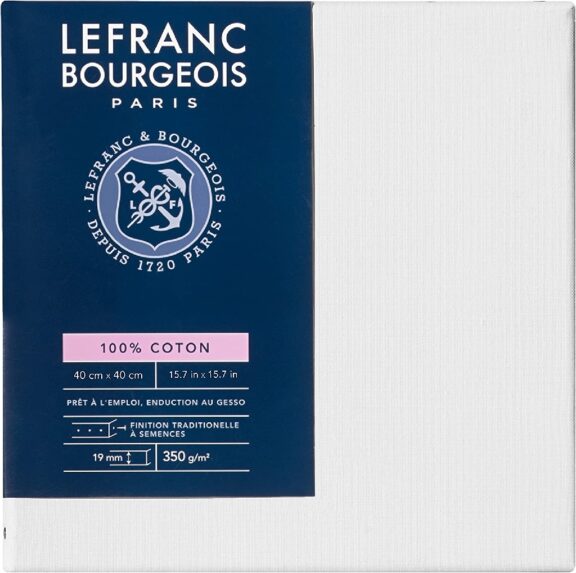 LEFRANC
BOURGEOIS
PARIS
LEFRANC & BOURGEOIS
L F
· DEPUIS 1720 PARIS ·
100% COTON
40 cm x 40 cm 15.7 in x 15.7 in
PRÊT À L'EMPLOI, ENDUCTION AU GESSO
FINITION TRADITIONNELLE
À SEMENCES
19 mm 350 g/m²